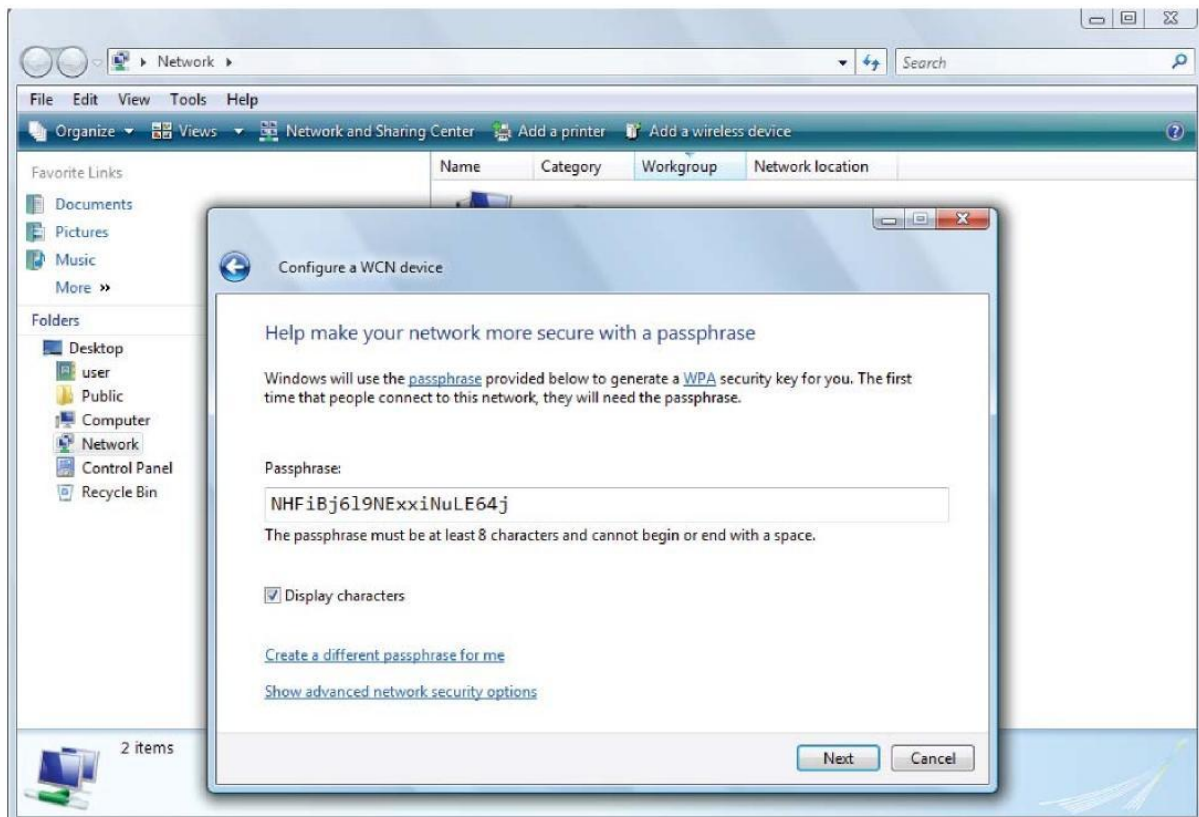 Network
Search
File Edit View Tools Help
Organize Views Network and Sharing Center Add a printer Add a wireless device
Favorite Links
Documents
Pictures
Music
More »
Folders
Desktop
user
Public
Computer
Network
Control Panel
Recycle Bin
Name Category Workgroup Network location
Configure a WCN device
Help make your network more secure with a passphrase
Windows will use the passphrase provided below to generate a WPA security key for you. The first
time that people connect to this network, they will need the passphrase.
Passphrase:
NHFiBj6l9NExxiNuLE64j
The passphrase must be at least 8 characters and cannot begin or end with a space.
Display characters
Create a different passphrase for me
Show advanced network security options
Next Cancel
2 items